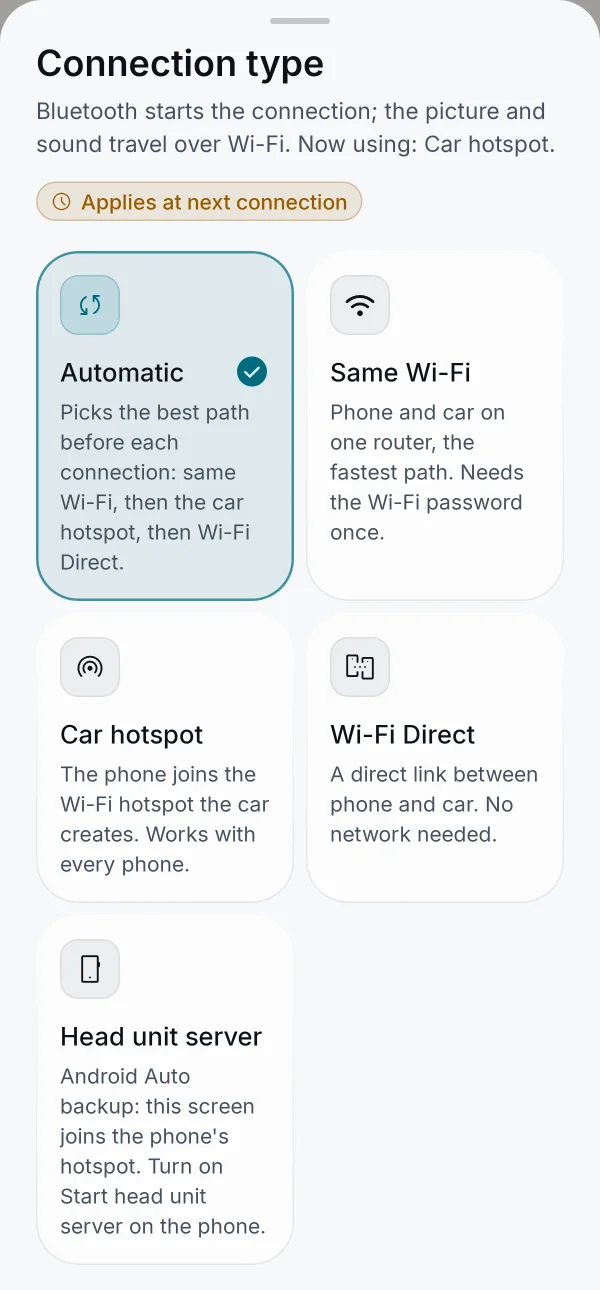 Connection type
Bluetooth starts the connection; the picture and
sound travel over Wi-Fi. Now using: Car hotspot.
Applies at next connection
Automatic
Picks the best path
before each
connection: same
Wi-Fi, then the car
hotspot, then Wi-Fi
Direct.
Same Wi-Fi
Phone and car on
one router, the
fastest path. Needs
the Wi-Fi password
once.
Car hotspot
The phone joins the
Wi-Fi hotspot the car
creates. Works with
every phone.
Wi-Fi Direct
A direct link between
phone and car. No
network needed.
Head unit server
Android Auto
backup: this screen
joins the phone's
hotspot. Turn on
Start head unit
server on the phone.